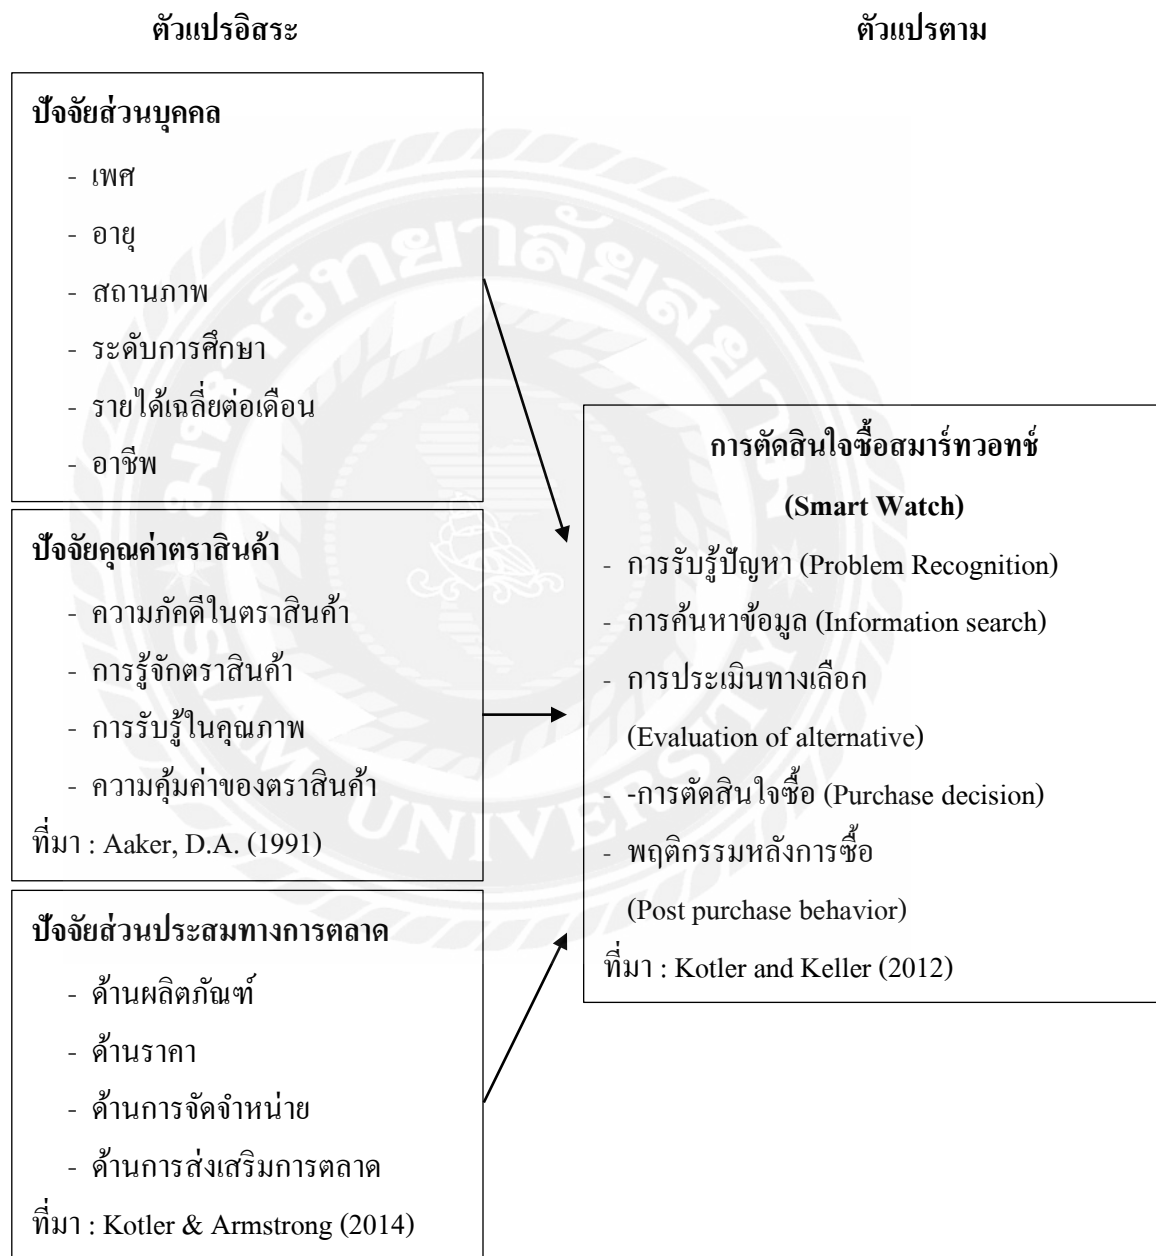 ตัวแปรอิสระ
ตัวแปรตาม
ปัจจัยส่วนบุคคล
- เพศ
- อายุ
- สถานภาพ
- ระดับการศึกษา
- รายได้เฉลี่ยต่อเดือน
- อาชีพ
ปัจจัยคุณค่าตราสินค้า
- ความภักดีในตราสินค้า
- การรู้จักตราสินค้า
- การรับรู้ในคุณภาพ
- ความคุ้มค่าของตราสินค้า
ที่มา : Aaker, D.A. (1991)
ปัจจัยส่วนประสมทางการตลาด
- ด้านผลิตภัณฑ์
- ด้านราคา
- ด้านการจัดจำหน่าย
- ด้านการส่งเสริมการตลาด
ที่มา : Kotler & Armstrong (2014)
การตัดสินใจซื้อสมาร์ทวอทช์
(Smart Watch)
- การรับรู้ปัญหา (Problem Recognition)
- การค้นหาข้อมูล (Information search)
- การประเมินทางเลือก
(Evaluation of alternative)
- -การตัดสินใจซื้อ (Purchase decision)
- พฤติกรรมหลังการซื้อ
(Post purchase behavior)
ที่มา : Kotler and Keller (2012)
มหาวิทยาลัยสยาม
SIAM UNIVERSITY